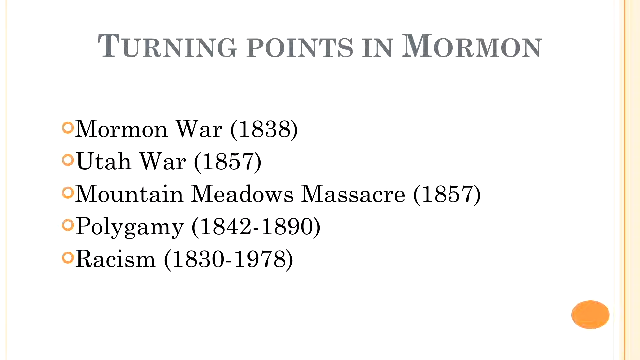 TURNING POINTS IN MORMON
Mormon War (1838)
Utah War (1857)
Mountain Meadows Massacre (1857)
Polygamy (1842-1890)
Racism (1830-1978)